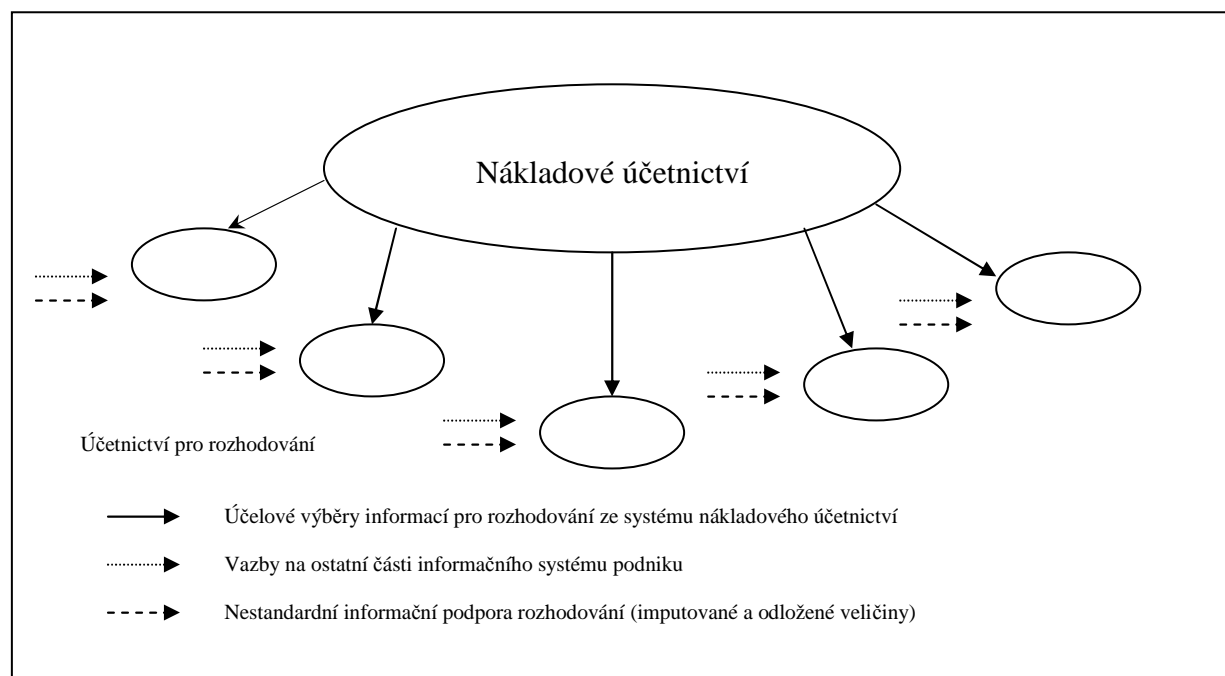 Nákladové účetnictví
Účetnictví pro rozhodování
Účelové výběry informací pro rozhodování ze systému nákladového účetnictví
Vazby na ostatní části informačního systému podniku
Nestandardní informační podpora rozhodování (imputované a odložené veličiny)